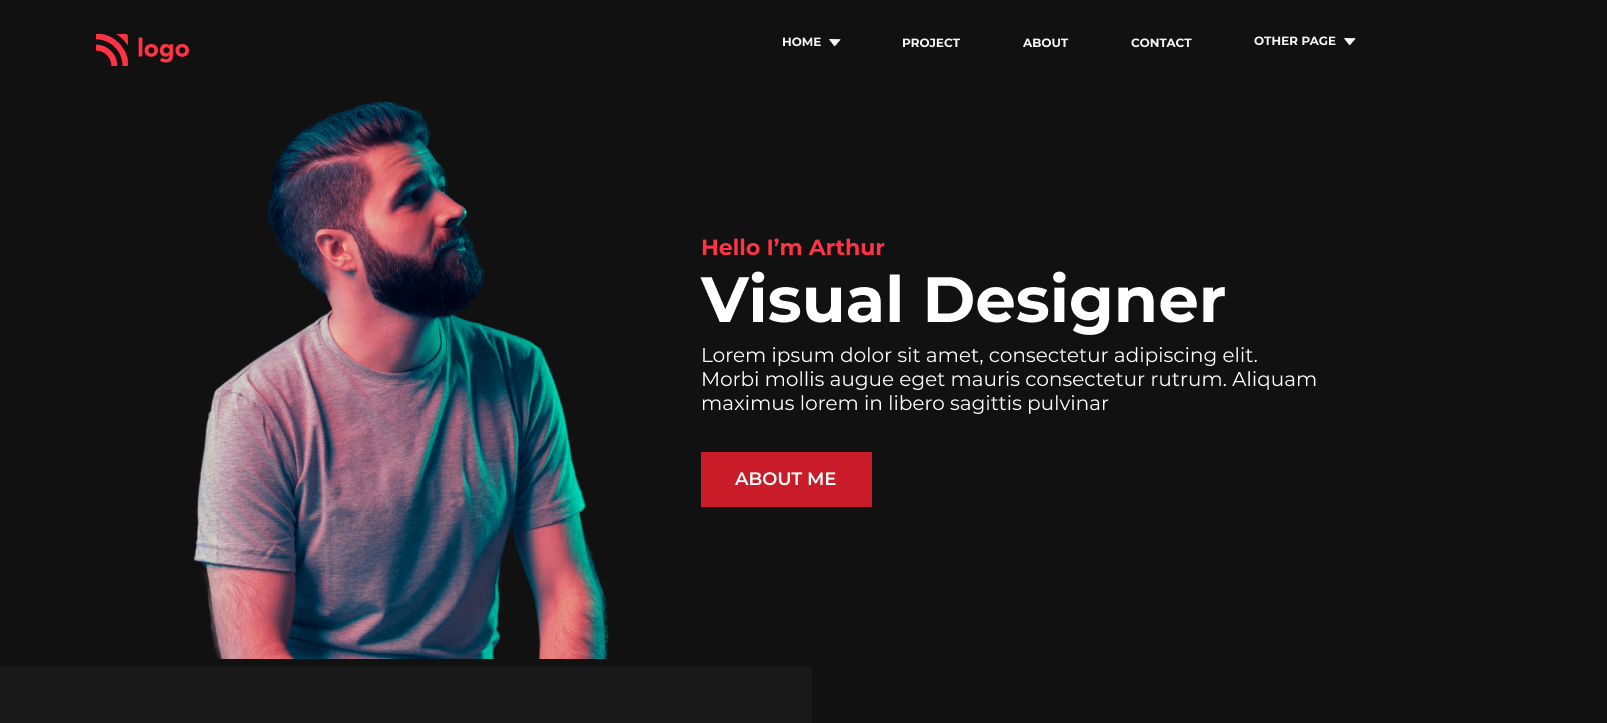 logo
HOME
PROJECT
ABOUT
CONTACT
OTHER PAGE
Hello I’m Arthur
Visual Designer
Lorem ipsum dolor sit amet, consectetur adipiscing elit.
Morbi mollis augue eget mauris consectetur rutrum. Aliquam
maximus lorem in libero sagittis pulvinar
ABOUT ME